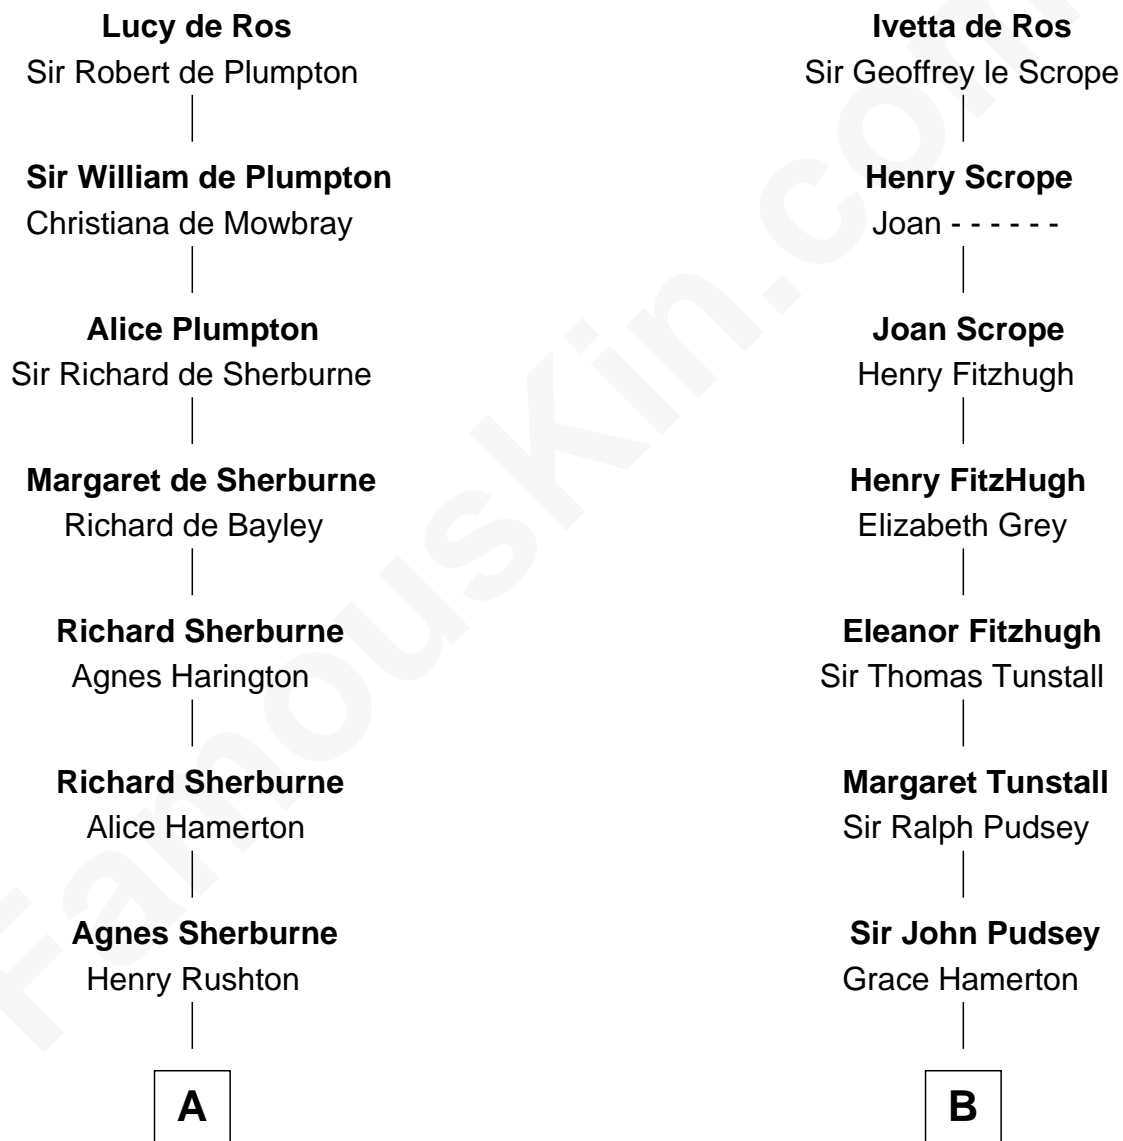 Lucy de Ros
Sir Robert de Plumpton
Sir William de Plumpton
Christiana de Mowbray
Alice Plumpton
Sir Richard de Sherburne
Margaret de Sherburne
Richard de Bayley
Richard Sherburne
Agnes Harington
Richard Sherburne
Alice Hamerton
Agnes Sherburne
Henry Rushton
A
Ivetta de Ros
Sir Geoffrey le Scrope
Henry Scrope
Joan - - - - - -
Joan Scrope
Henry Fitzhugh
Henry FitzHugh
Elizabeth Grey
Eleanor Fitzhugh
Sir Thomas Tunstall
Margaret Tunstall
Sir Ralph Pudsey
Sir John Pudsey
Grace Hamerton
B
FamousKin.com